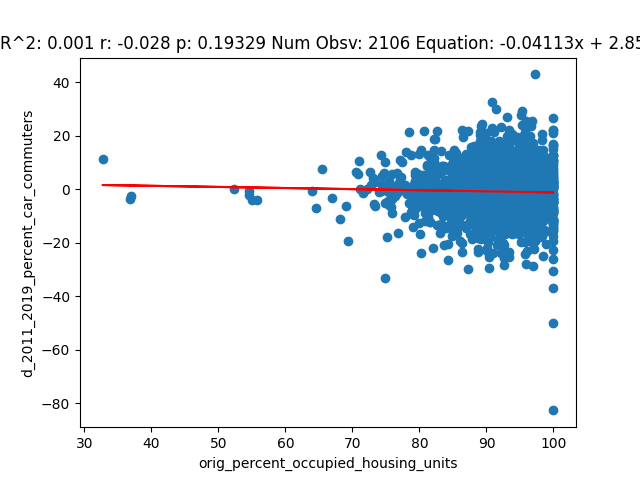 R^2: 0.001 r: -0.028 p: 0.19329 Num Obsv: 2106 Equation: -0.04113x + 2.85
40
20
0
−20
−40
−60
−80
d_2011_2019_percent_car_commuters
30 40 50 60 70 80 90 100
orig_percent_occupied_housing_units